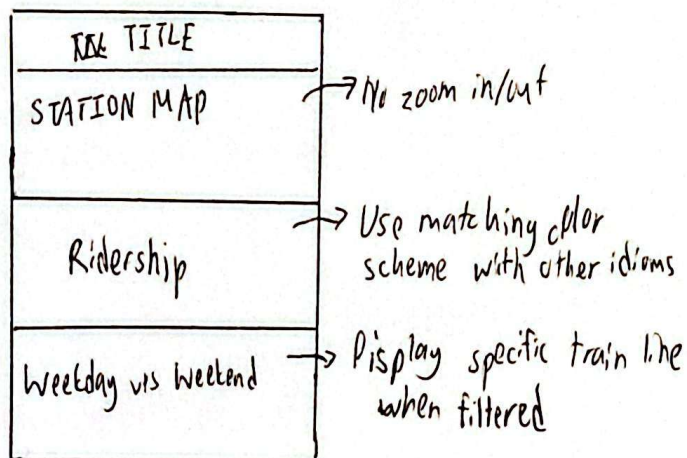 TITLE
STATION MAP
No zoom in/out
Ridership
Use matching color
scheme with other idioms
Weekday vs Weekend
Display specific train line
when filtered